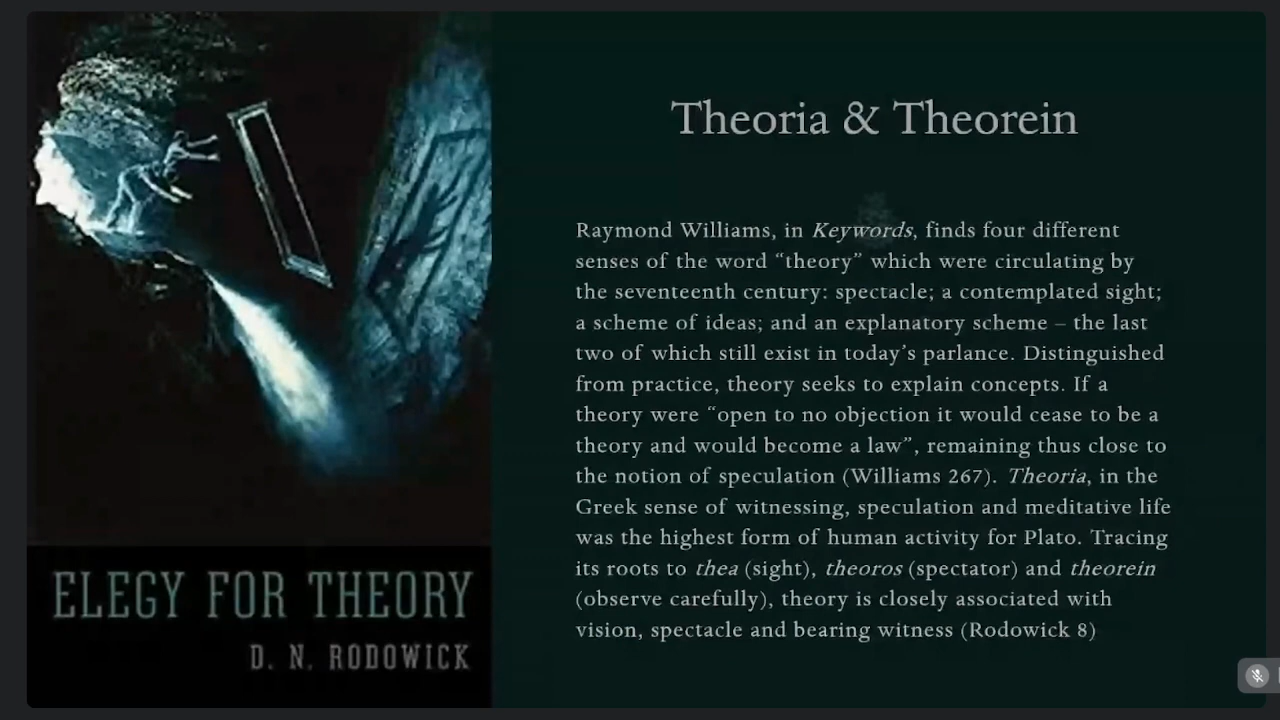 Theoria & Theorein
Raymond Williams, in Keywords, finds four different
senses of the word “theory” which were circulating by
the seventeenth century: spectacle; a contemplated sight;
a scheme of ideas; and an explanatory scheme – the last
two of which still exist in today’s parlance. Distinguished
from practice, theory seeks to explain concepts. If a
theory were “open to no objection it would cease to be a
theory and would become a law”, remaining thus close to
the notion of speculation (Williams 267). Theoria, in the
Greek sense of witnessing, speculation and meditative life
was the highest form of human activity for Plato. Tracing
its roots to thea (sight), theoros (spectator) and theorein
(observe carefully), theory is closely associated with
vision, spectacle and bearing witness (Rodowick 8)
ELEGY FOR THEORY
D. N. RODOWICK